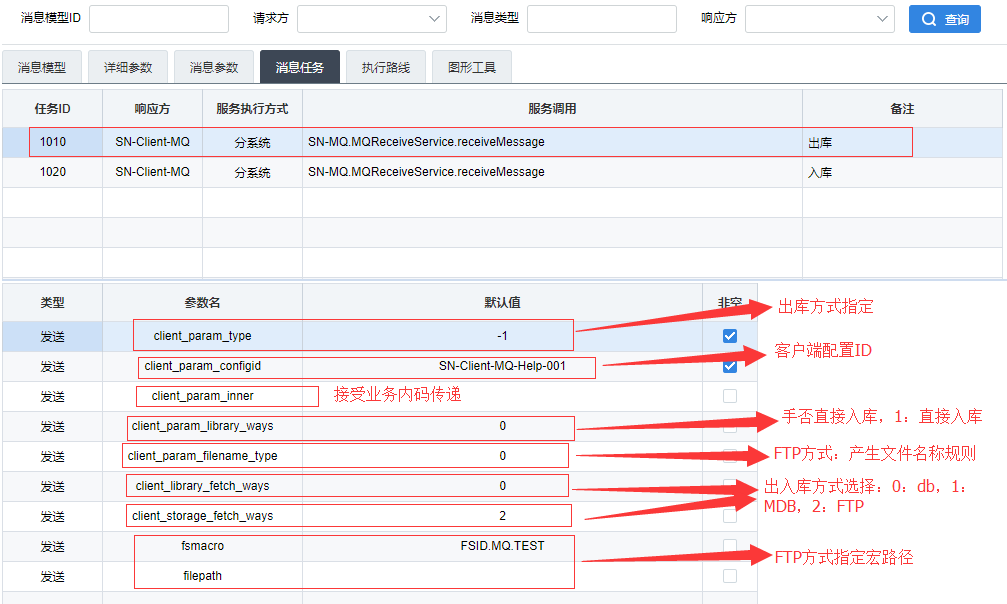 消息模型ID 请求方 消息类型 响应方 查询
消息模型 详细参数 消息参数 消息任务 执行路线 图形工具
任务ID 响应方 服务执行方式 服务调用 备注
1010 SN-Client-MQ 分系统 SN-MQ.MQReceiveService.receiveMessage 出库
1020 SN-Client-MQ 分系统 SN-MQ.MQReceiveService.receiveMessage 入库
类型 参数名 默认值 非空
出库方式指定
发送 client_param_type -1
客户端配置ID
发送 client_param_configid SN-Client-MQ-Help-001
发送 client_param_inner 接受业务内码传递
手否直接入库，1：直接入库
发送 client_param_library_ways 0
发送 client_param_filename_type 0 FTP方式：产生文件名称规则
发送 client_library_fetch_ways 0 出入库方式选择：0：db，1：
MDB，2：FTP
发送 client_storage_fetch_ways 2
发送 fsmacro FSID.MQ.TEST
FTP方式指定宏路径
发送 filepath